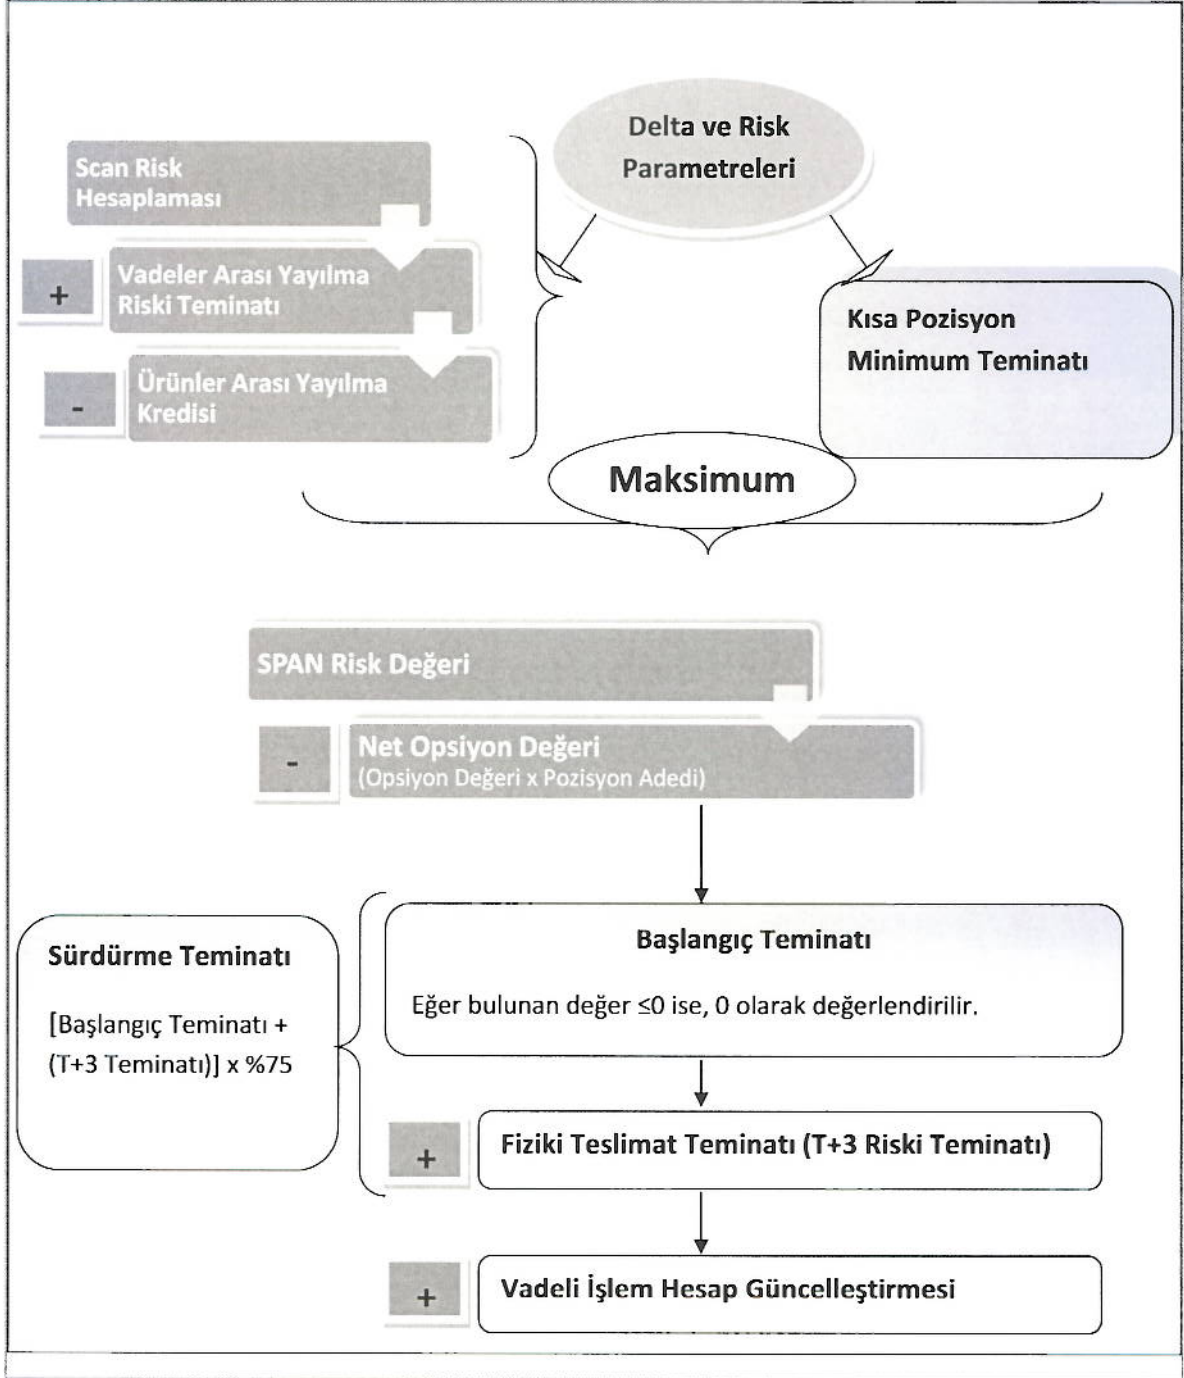 Delta ve Risk
Parametreleri
Scan Risk
Hesaplaması
+
Vadeler Arası Yayılma
Riski Teminatı
-
Ürünler Arası Yayılma
Kredisi
Kısa Pozisyon
Minimum Teminatı
Maksimum
SPAN Risk Değeri
-
Net Opsiyon Değeri
(Opsiyon Değeri x Pozisyon Adedi)
Sürdürme Teminatı
[Başlangıç Teminatı +
(T+3 Teminatı)] x %75
Başlangıç Teminatı
Eğer bulunan değer ≤0 ise, 0 olarak değerlendirilir.
+
Fiziki Teslimat Teminatı (T+3 Riski Teminatı)
+
Vadeli İşlem Hesap Güncelleştirmesi